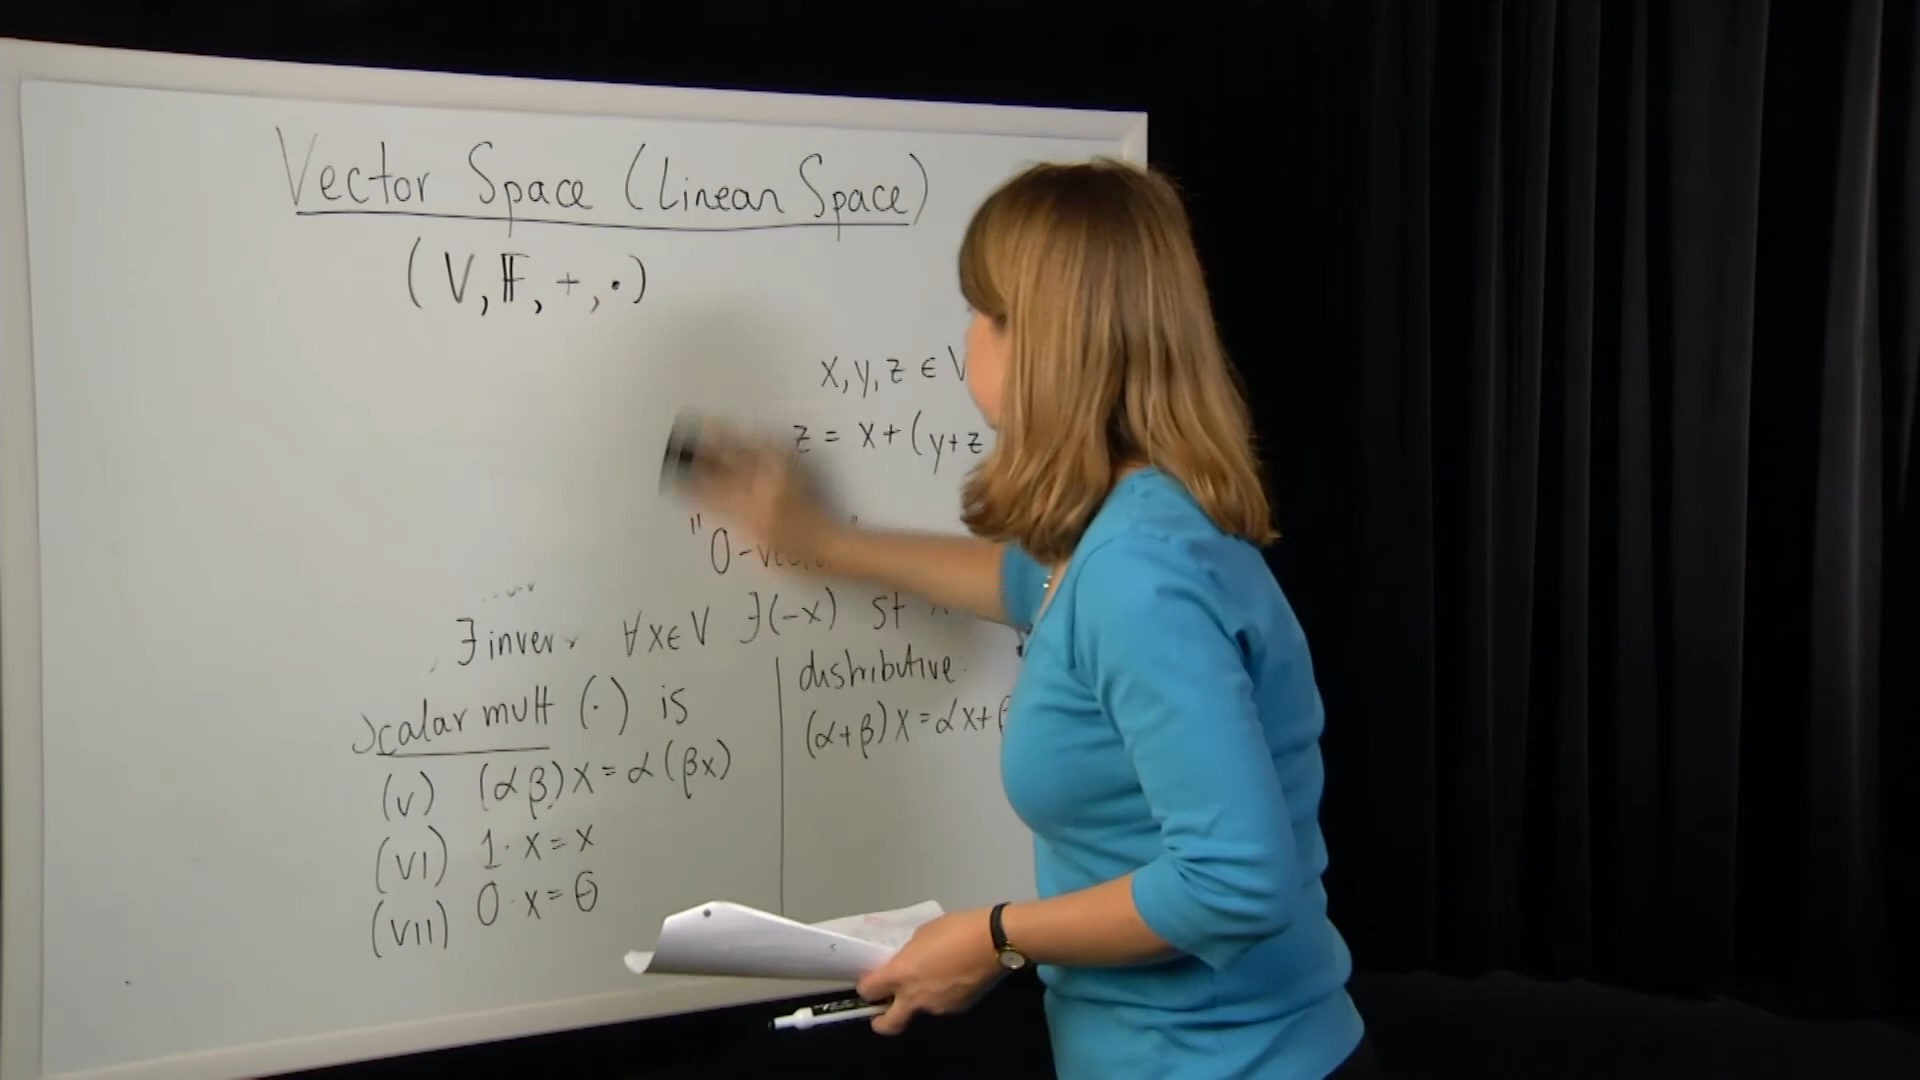 Vector Space (Linear Space)
(V, 𝔽, +, ·)
x, y, z ∈ V
z = x + (y+z
"0-
∃ inver ∀x∈V ∃(-x) st
Scalar mult (·) is
(v) (αβ)x = α(βx)
(VI) 1·x = x
(VII) 0·x = θ
distributive.
(α+β)x = αx + β